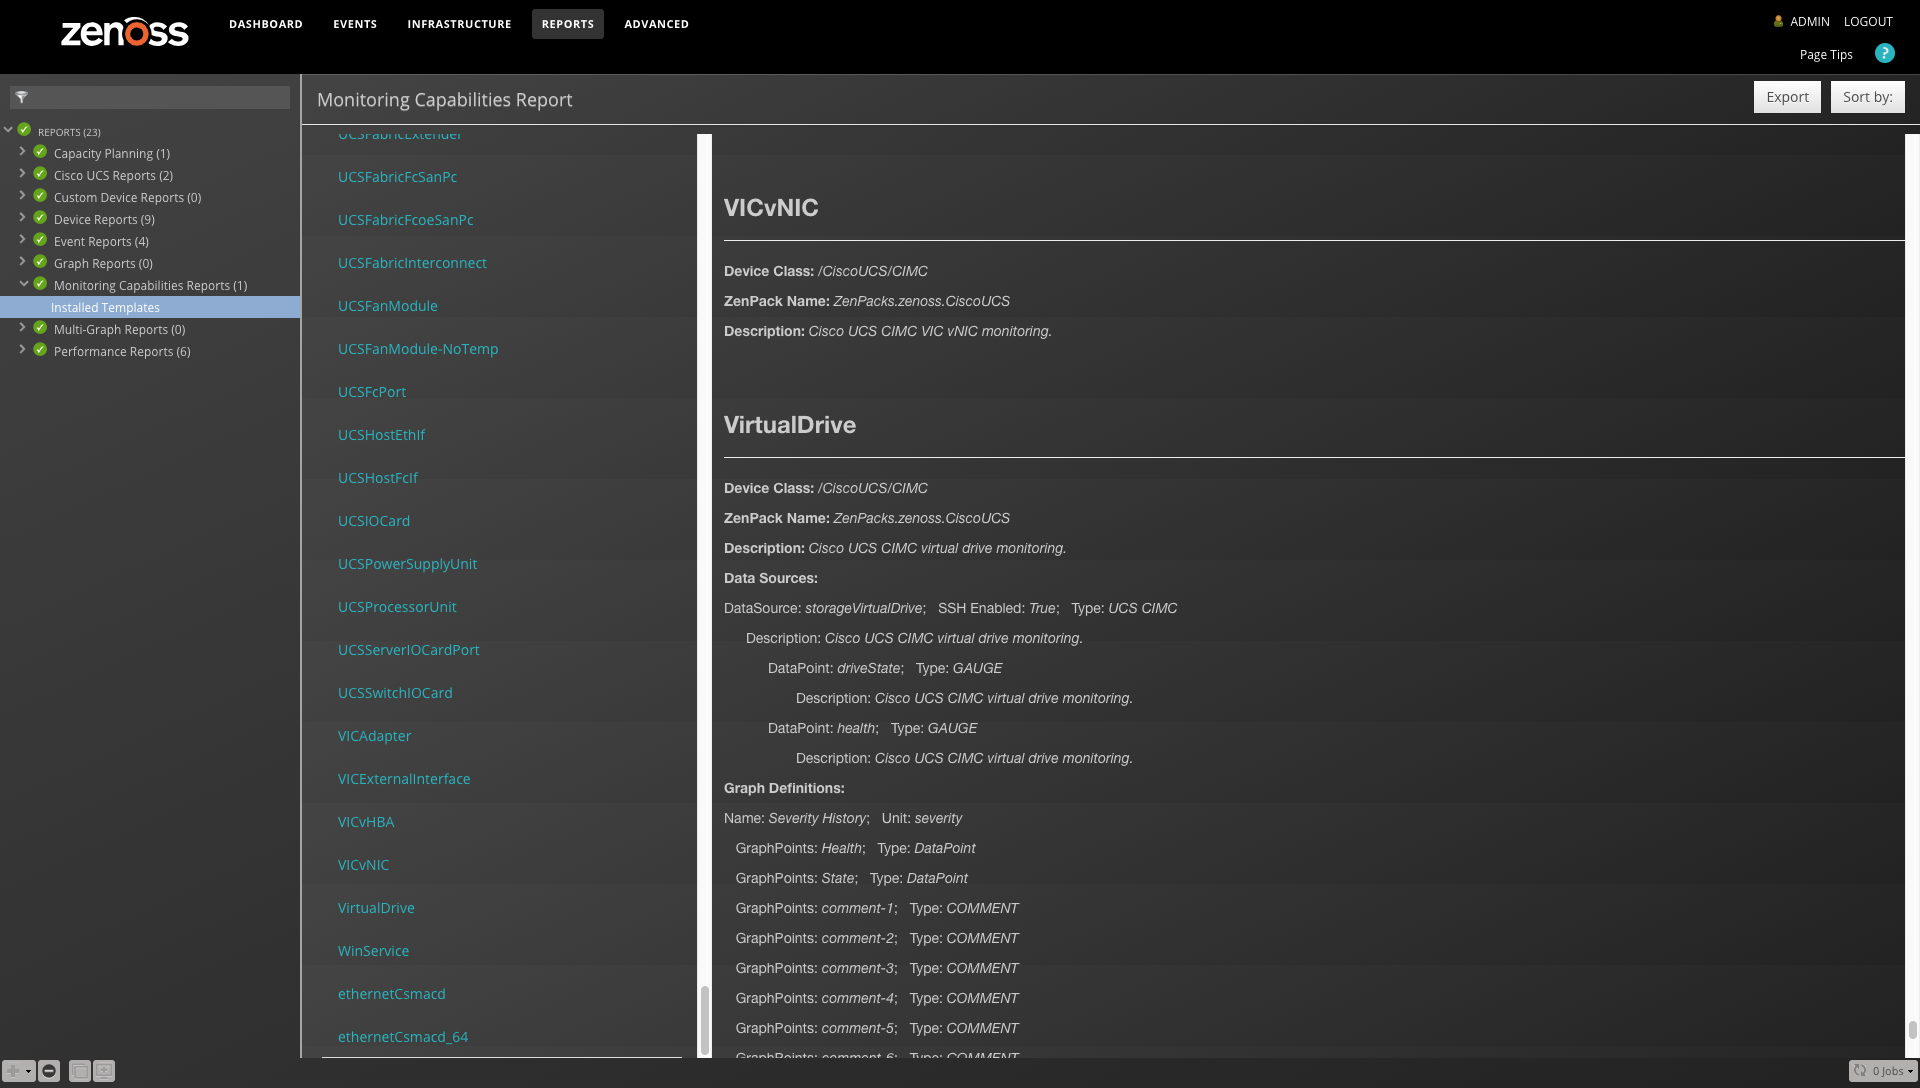 zenoss
DASHBOARD EVENTS INFRASTRUCTURE REPORTS ADVANCED
ADMIN LOGOUT
Page Tips ?
REPORTS (23)
Capacity Planning (1)
Cisco UCS Reports (2)
Custom Device Reports (0)
Device Reports (9)
Event Reports (4)
Graph Reports (0)
Monitoring Capabilities Reports (1)
Installed Templates
Multi-Graph Reports (0)
Performance Reports (6)
Monitoring Capabilities Report
Export Sort by:
UCSFabricExtender
UCSFabricFcSanPc
UCSFabricFcoeSanPc
UCSFabricInterconnect
UCSFanModule
UCSFanModule-NoTemp
UCSFcPort
UCSHostEthIf
UCSHostFcIf
UCSIOCard
UCSPowerSupplyUnit
UCSProcessorUnit
UCSServerIOCardPort
UCSSwitchIOCard
VICAdapter
VICExternalInterface
VICvHBA
VICvNIC
VirtualDrive
WinService
ethernetCsmacd
ethernetCsmacd_64
VICvNIC
Device Class: /CiscoUCS/CIMC
ZenPack Name: ZenPacks.zenoss.CiscoUCS
Description: Cisco UCS CIMC VIC vNIC monitoring.
VirtualDrive
Device Class: /CiscoUCS/CIMC
ZenPack Name: ZenPacks.zenoss.CiscoUCS
Description: Cisco UCS CIMC virtual drive monitoring.
Data Sources:
DataSource: storageVirtualDrive; SSH Enabled: True; Type: UCS CIMC
Description: Cisco UCS CIMC virtual drive monitoring.
DataPoint: driveState; Type: GAUGE
Description: Cisco UCS CIMC virtual drive monitoring.
DataPoint: health; Type: GAUGE
Description: Cisco UCS CIMC virtual drive monitoring.
Graph Definitions:
Name: Severity History; Unit: severity
GraphPoints: Health; Type: DataPoint
GraphPoints: State; Type: DataPoint
GraphPoints: comment-1; Type: COMMENT
GraphPoints: comment-2; Type: COMMENT
GraphPoints: comment-3; Type: COMMENT
GraphPoints: comment-4; Type: COMMENT
GraphPoints: comment-5; Type: COMMENT
GraphPoints: comment-6; Type: COMMENT
0 Jobs